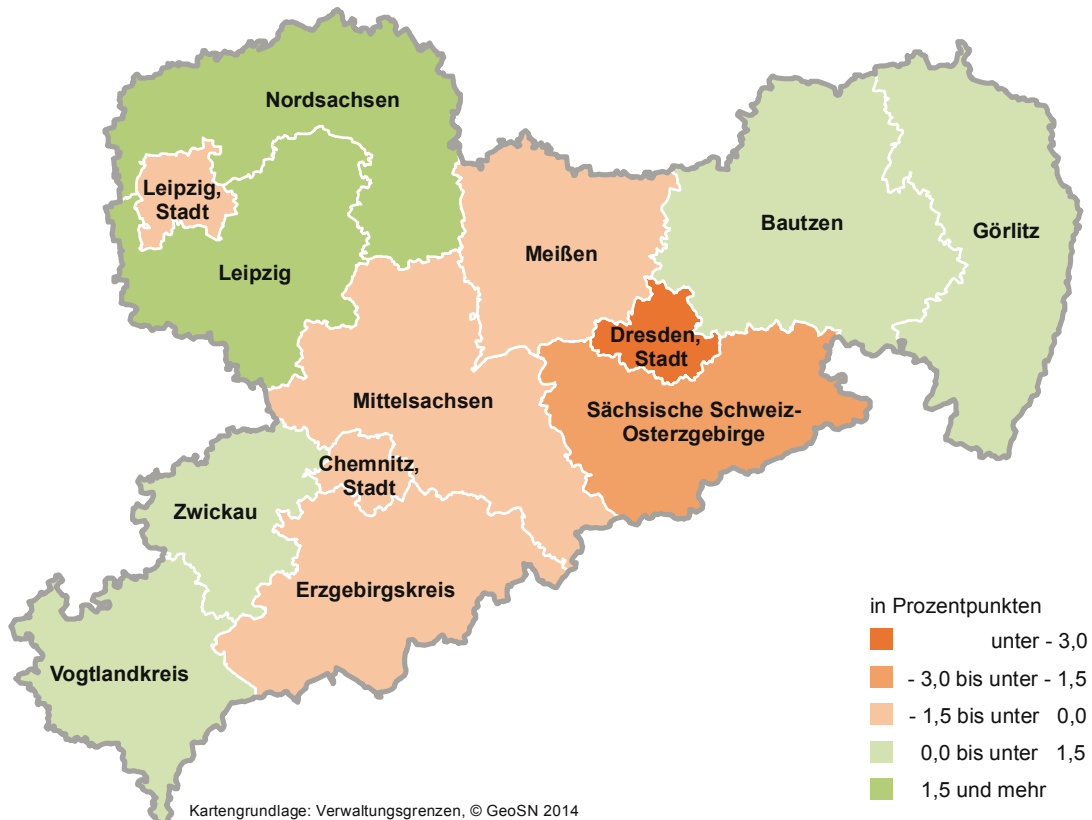 Nordsachsen
Leipzig,
Stadt
Leipzig
Meißen
Bautzen
Görlitz
Dresden,
Stadt
Mittelsachsen
Sächsische Schweiz-
Osterzgebirge
Chemnitz,
Stadt
Zwickau
Erzgebirgskreis
Vogtlandkreis
in Prozentpunkten
unter - 3,0
- 3,0 bis unter - 1,5
- 1,5 bis unter 0,0
0,0 bis unter 1,5
1,5 und mehr
Kartengrundlage: Verwaltungsgrenzen, © GeoSN 2014